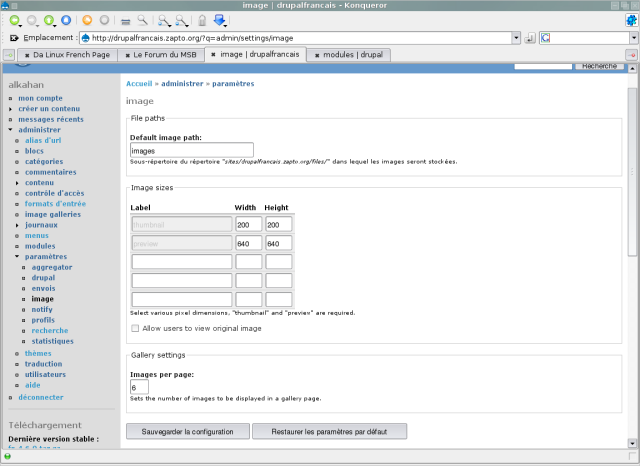 image | drupalfrancais - Konqueror
Emplacement : http://drupalfrancais.zapto.org/?q=admin/settings/image
Da Linux French Page
Le Forum du MSB
image | drupalfrancais
modules | drupal
Recherche
alkahan
mon compte
créer un contenu
messages récents
administrer
alias d'url
blocs
catégories
commentaires
contenu
contrôle d'accès
formats d'entrée
image galleries
journaux
menus
modules
paramètres
aggregator
drupal
envois
image
notify
profils
recherche
statistiques
thèmes
traduction
utilisateurs
aide
déconnecter
Téléchargement
Dernière version stable :
Accueil » administrer » paramètres
image
File paths
Default image path:
images
Sous-répertoire du répertoire "sites/drupalfrancais.zapto.org/files/" dans lequel les images seront stockées.
Image sizes
Label Width Height
thumbnail 200 200
preview 640 640
Select various pixel dimensions, "thumbnail" and "preview" are required.
Allow users to view original image
Gallery settings
Images per page:
6
Sets the number of images to be displayed in a gallery page.
Sauvegarder la configuration
Restaurer les paramètres par défaut